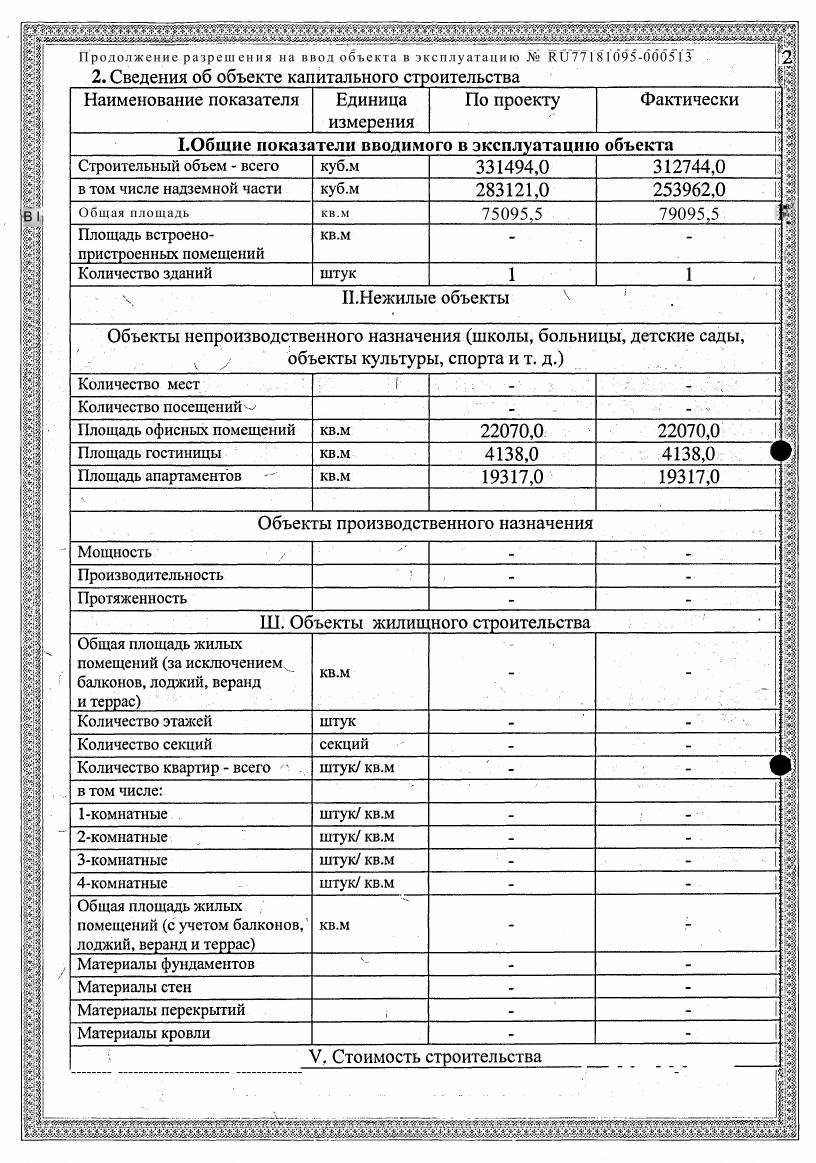 Продолжение разрешения на ввод объекта в эксплуатацию № RU77181095-000513
2
2. Сведения об объекте капитального строительства
Наименование показателя Единица измерения По проекту Фактически
I.Общие показатели вводимого в эксплуатацию объекта
Строительный объем - всего куб.м 331494,0 312744,0
в том числе надземной части куб.м 283121,0 253962,0
Общая площадь кв.м 75095,5 79095,5
Площадь встроено- кв.м - -
пристроенных помещений
Количество зданий штук 1 1
II.Нежилые объекты
Объекты непроизводственного назначения (школы, больницы, детские сады,
объекты культуры, спорта и т. д.)
Количество мест - -
Количество посещений - -
Площадь офисных помещений кв.м 22070,0 22070,0
Площадь гостиницы кв.м 4138,0 4138,0
Площадь апартаментов кв.м 19317,0 19317,0
Объекты производственного назначения
Мощность - -
Производительность - -
Протяженность - -
Ш. Объекты жилищного строительства
Общая площадь жилых
помещений (за исключением
балконов, лоджий, веранд кв.м - -
и террас)
Количество этажей штук - -
Количество секций секций - -
Количество квартир - всего штук/ кв.м - -
в том числе:
1-комнатные штук/ кв.м - -
2-комнатные штук/ кв.м - -
3-комнатные штук/ кв.м - -
4-комнатные штук/ кв.м - -
Общая площадь жилых
помещений (с учетом балконов, кв.м - -
лоджий, веранд и террас)
Материалы фундаментов - -
Материалы стен - -
Материалы перекрытий - -
Материалы кровли - -
V. Стоимость строительства